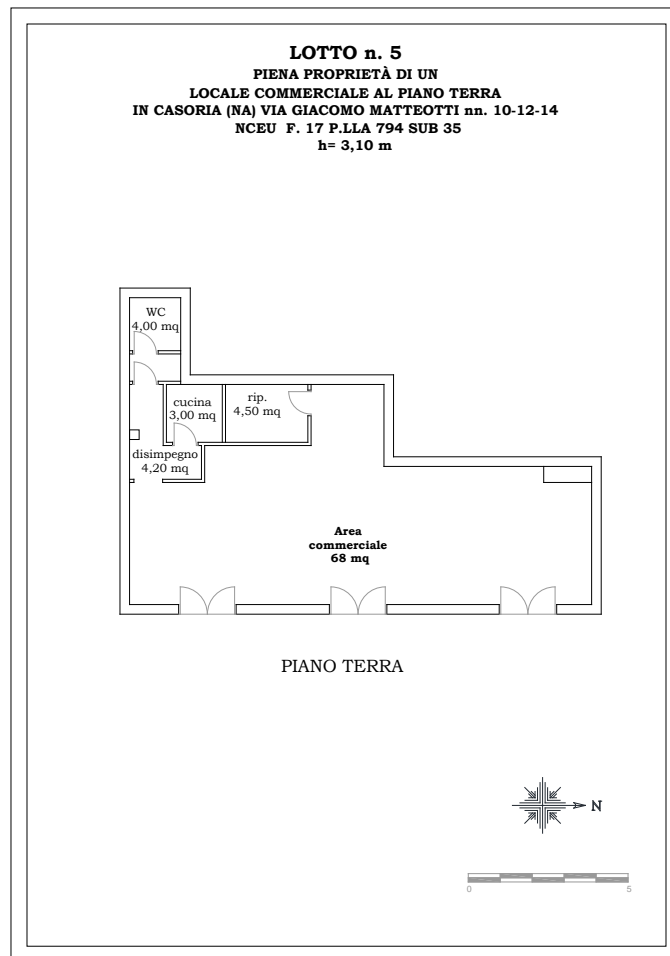 LOTTO n. 5
PIENA PROPRIETÀ DI UN
LOCALE COMMERCIALE AL PIANO TERRA
IN CASORIA (NA) VIA GIACOMO MATTEOTTI nn. 10-12-14
NCEU F. 17 P.LLA 794 SUB 35
h= 3,10 m
WC
4,00 mq
cucina
3,00 mq
rip.
4,50 mq
disimpegno
4,20 mq
Area
commerciale
68 mq
PIANO TERRA
N
0 5